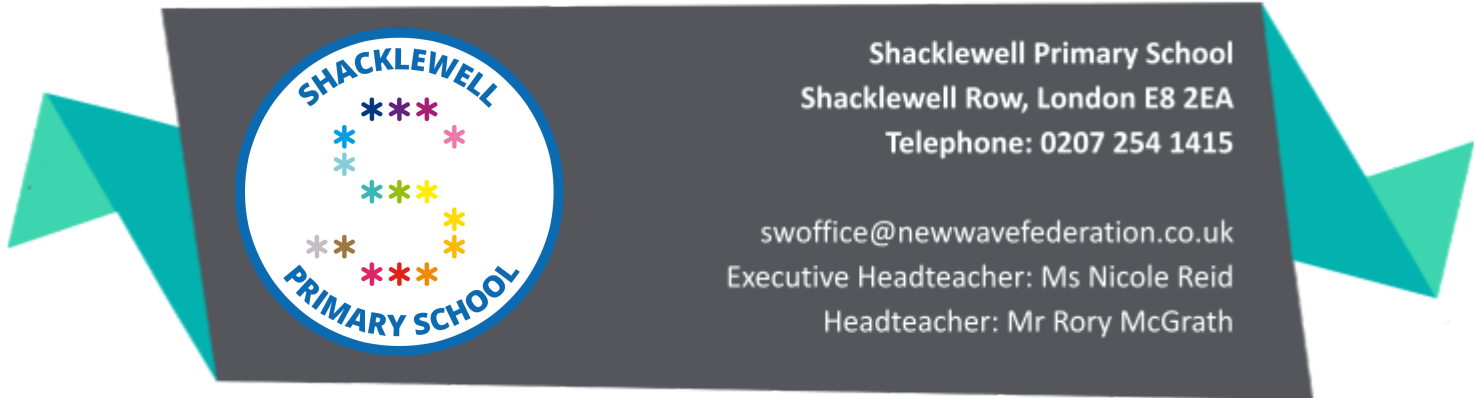 SHACKLEWELL
PRIMARY SCHOOL
Shacklewell Primary School
Shacklewell Row, London E8 2EA
Telephone: 0207 254 1415
swoffice@newwavefederation.co.uk
Executive Headteacher: Ms Nicole Reid
Headteacher: Mr Rory McGrath